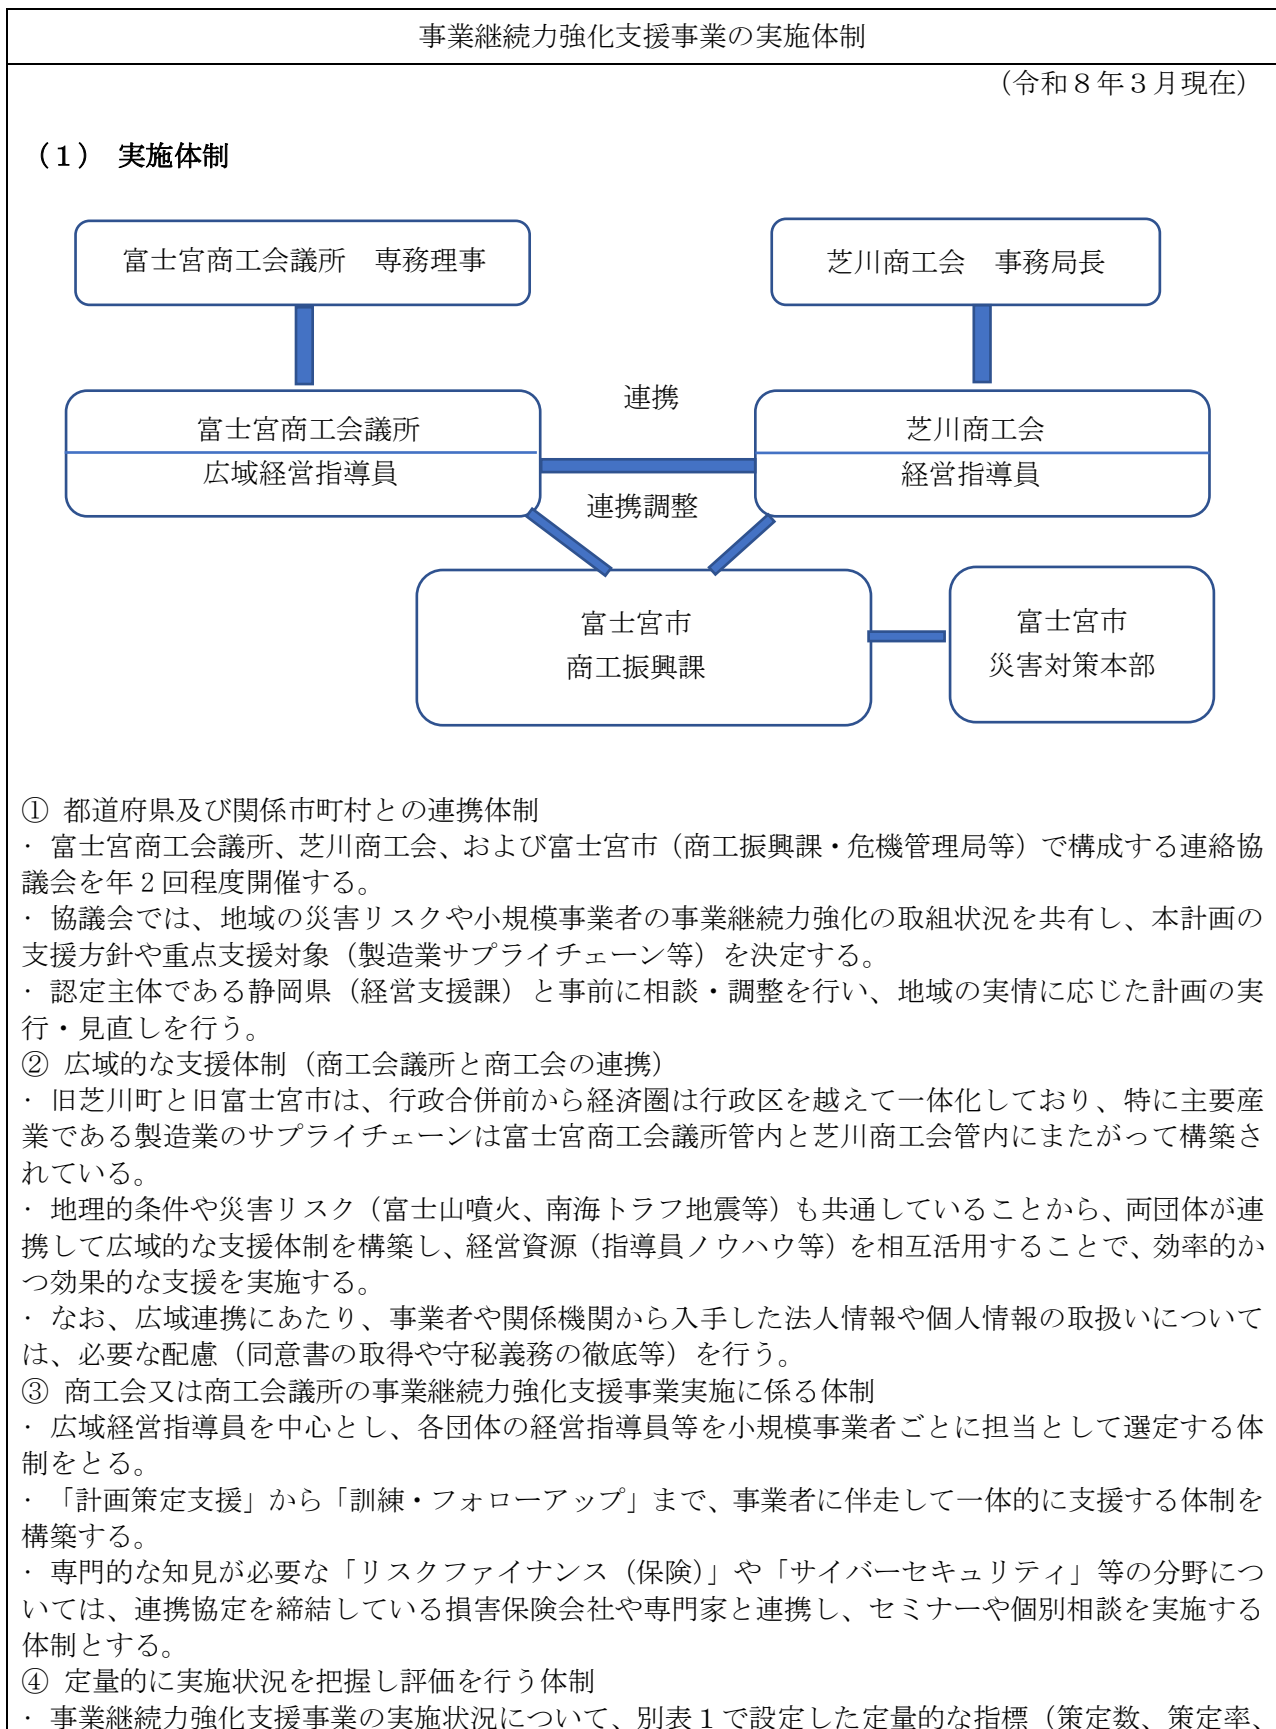 事業継続力強化支援事業の実施体制
（令和８年３月現在）
（１） 実施体制
富士宮商工会議所　専務理事
芝川商工会　事務局長
連携
富士宮商工会議所
広域経営指導員
芝川商工会
経営指導員
連携調整
富士宮市
商工振興課
富士宮市
災害対策本部
① 都道府県及び関係市町村との連携体制
· 富士宮商工会議所、芝川商工会、および富士宮市（商工振興課・危機管理局等）で構成する連絡協
議会を年 2 回程度開催する。
· 協議会では、地域の災害リスクや小規模事業者の事業継続力強化の取組状況を共有し、本計画の
支援方針や重点支援対象（製造業サプライチェーン等）を決定する。
· 認定主体である静岡県（経営支援課）と事前に相談・調整を行い、地域の実情に応じた計画の実
行・見直しを行う。
② 広域的な支援体制（商工会議所と商工会の連携）
· 旧芝川町と旧富士宮市は、行政合併前から経済圏は行政区を越えて一体化しており、特に主要産
業である製造業のサプライチェーンは富士宮商工会議所管内と芝川商工会管内にまたがって構築さ
れている。
· 地理的条件や災害リスク（富士山噴火、南海トラフ地震等）も共通していることから、両団体が連
携して広域的な支援体制を構築し、経営資源（指導員ノウハウ等）を相互活用することで、効率的か
つ効果的な支援を実施する。
· なお、広域連携にあたり、事業者や関係機関から入手した法人情報や個人情報の取扱いについて
は、必要な配慮（同意書の取得や守秘義務の徹底等）を行う。
③ 商工会又は商工会議所の事業継続力強化支援事業実施に係る体制
· 広域経営指導員を中心とし、各団体の経営指導員等を小規模事業者ごとに担当として選定する体
制をとる。
· 「計画策定支援」から「訓練・フォローアップ」まで、事業者に伴走して一体的に支援する体制を
構築する。
· 専門的な知見が必要な「リスクファイナンス（保険）」や「サイバーセキュリティ」等の分野につ
いては、連携協定を締結している損害保険会社や専門家と連携し、セミナーや個別相談を実施する
体制とする。
④ 定量的に実施状況を把握し評価を行う体制
· 事業継続力強化支援事業の実施状況について、別表１で設定した定量的な指標（策定数、策定率、